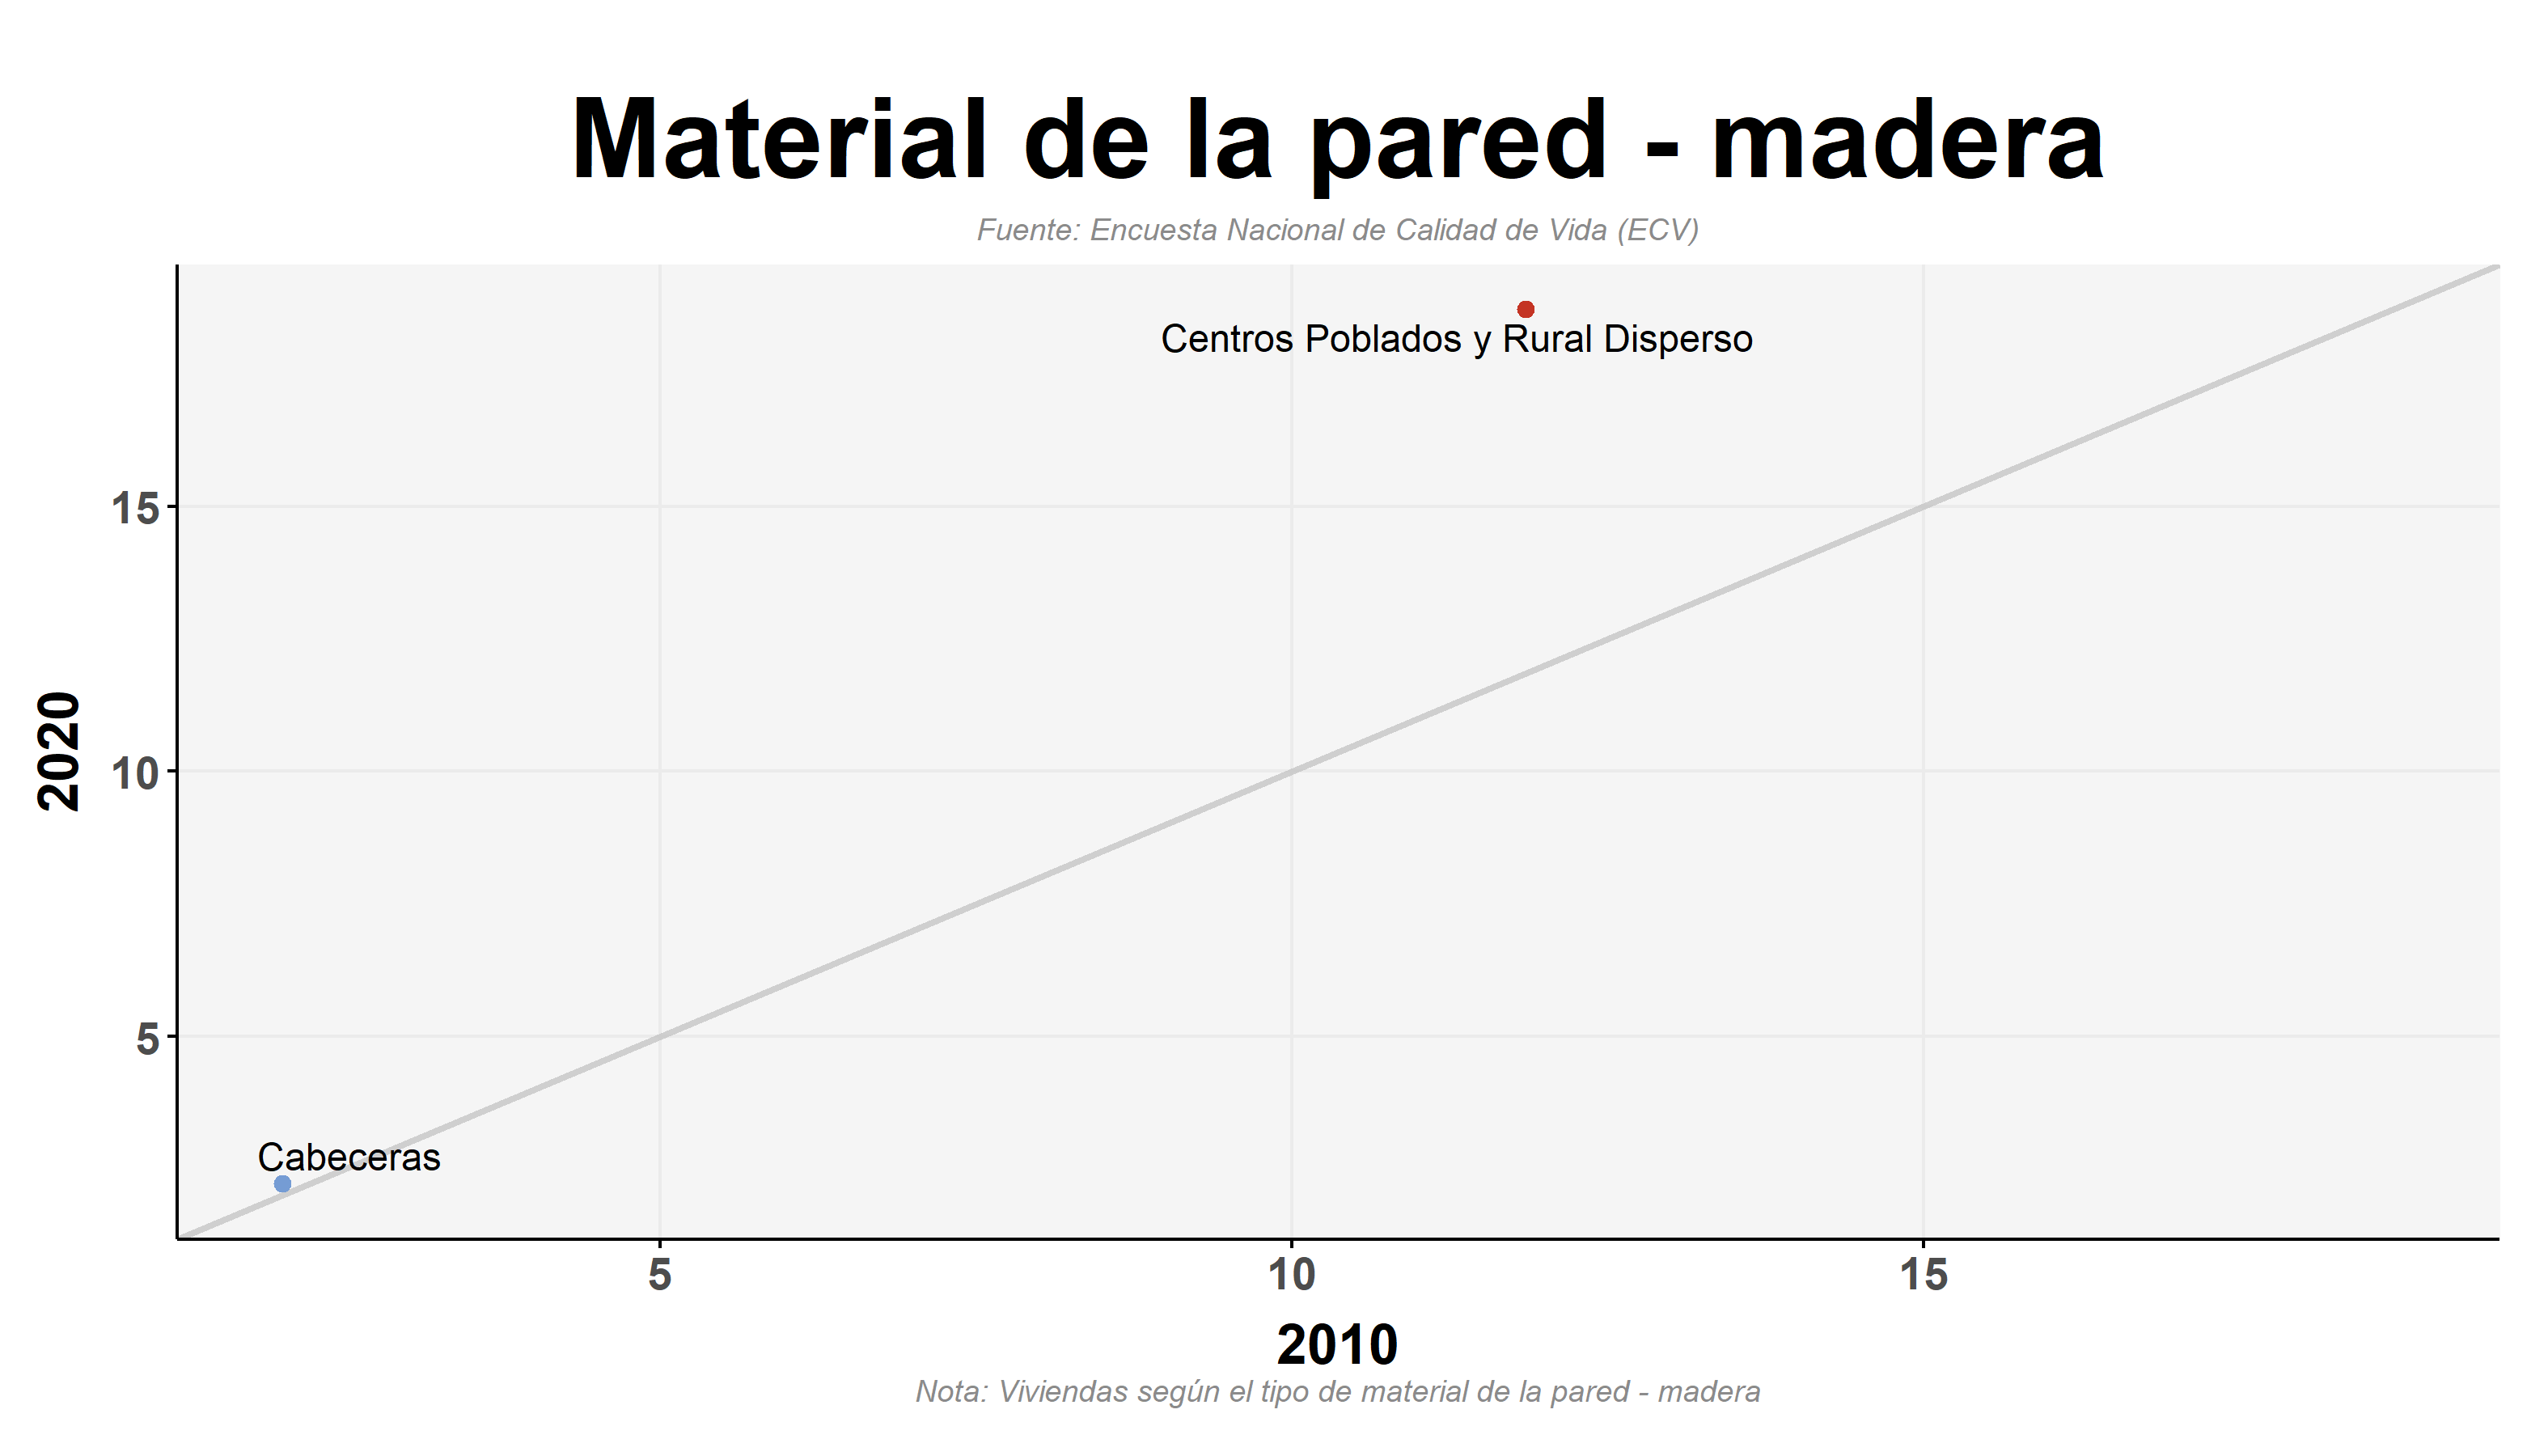 Material de la pared - madera
Fuente: Encuesta Nacional de Calidad de Vida (ECV)
Centros Poblados y Rural Disperso
15
2020
10
5
Cabeceras
5
10
15
2010
Nota: Viviendas según el tipo de material de la pared - madera